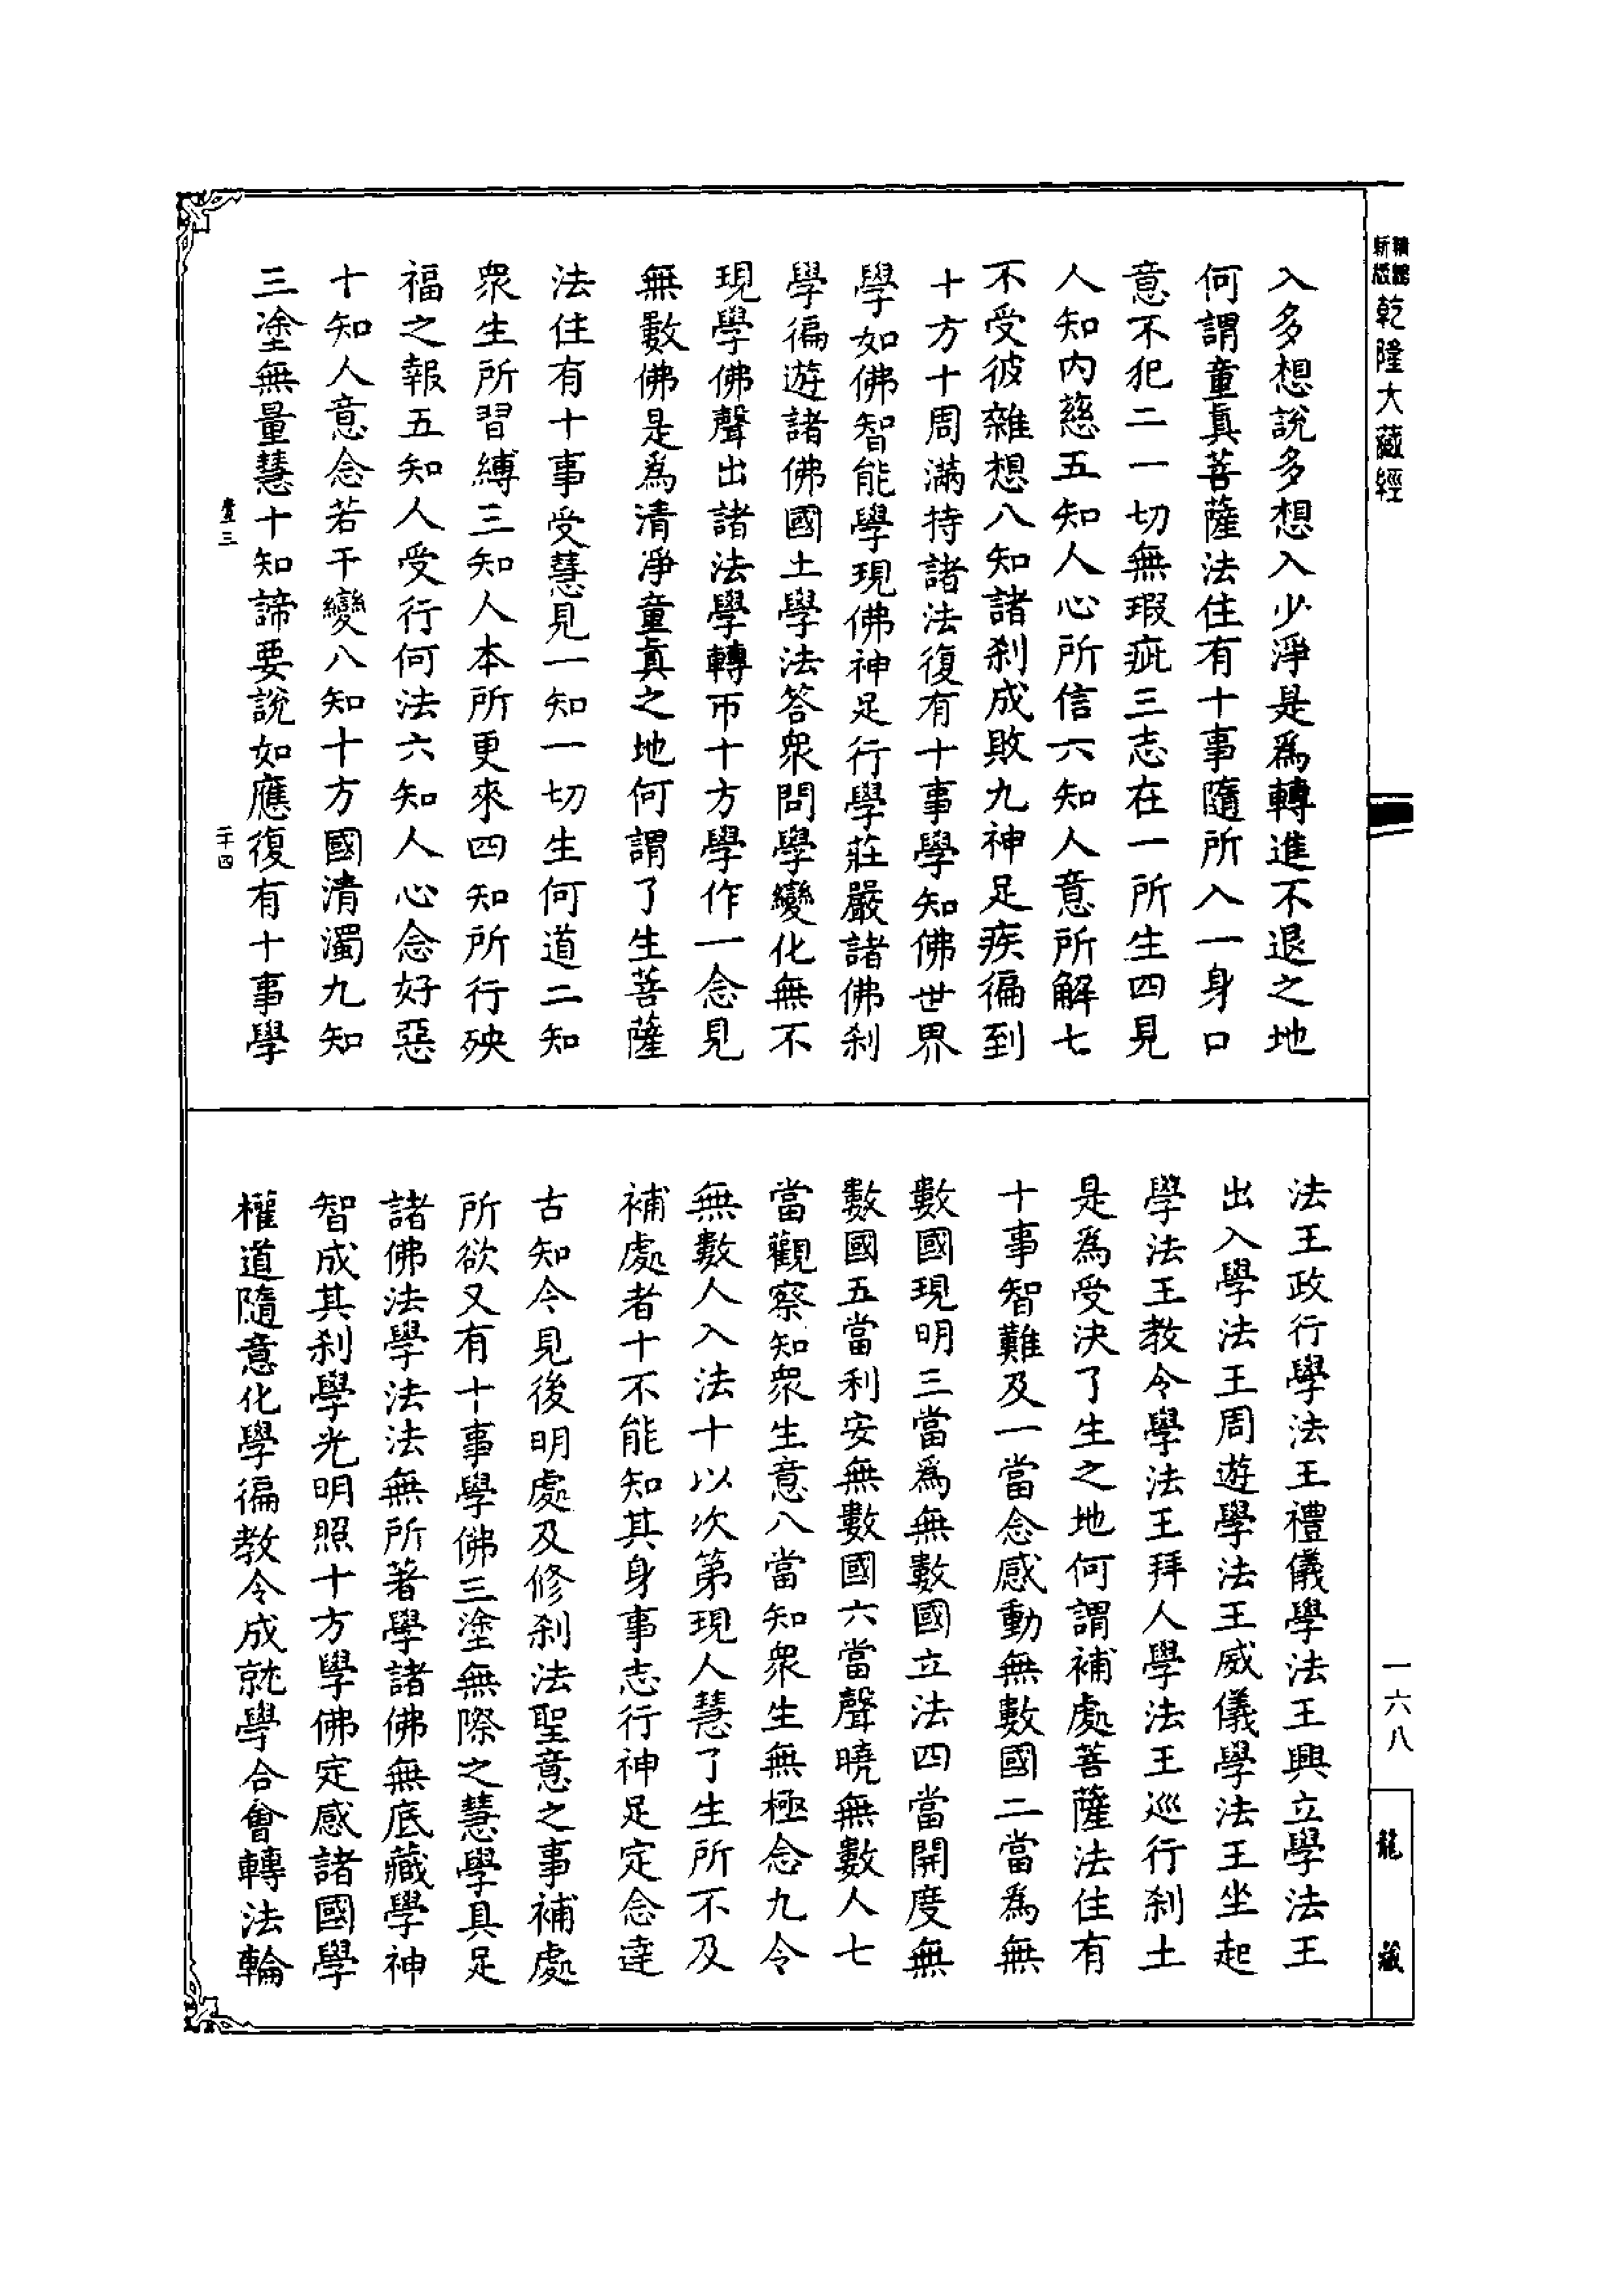 乾隆大藏經
入多想說多想入少淨是為轉進不退之地
何謂童真菩薩法住有十事隨所入一身口
意不犯二一切無瑕疵三志在一所生四見
人知內慈五知人心所信六知人意所解七
不受彼雜想八知諸刹成敗九神足疾徧到
十方十周滿持諸法復有十事學知佛世界
學如佛智能學現佛神足行學莊嚴諸佛刹
學徧遊諸佛國土學法答衆問學變化無不
現學佛聲出諸法學轉帀十方學作一念見
無數佛是為清淨童真之地何謂了生菩薩
法住有十事受慧見一知一切生何道二知
衆生所習縛三知人本所更來四知所行殃
福之報五知人受行何法六知人心念好惡
十知人意念若干變八知十方國清濁九知
三塗無量慧十知諦要說如應復有十事學
二十四
法王政行學法王禮儀學法王興立學法王
出入學法王周遊學法王威儀學法王坐起
學法王教令學法王拜人學法王巡行刹土
是為受決了生之地何謂補處菩薩法住有
十事智難及一當念感動無數國二當為無
數國現明三當為無數國立法四當開度無
數國五當利安無數國六當聲曉無數人七
當觀察知衆生意八當知衆生無極念九令
無數人入法十以次第現人慧了生所不及
補處者十不能知其身事志行神足定念達
古知今見後明處及修刹法聖意之事補處
所欲又有十事學佛三塗無際之慧學具足
諸佛法學法法無所著學諸佛無底藏學神
智成其刹學光明照十方學佛定感諸國學
權道隨意化學徧教令成就學合會轉法輪
一六八
龍藏